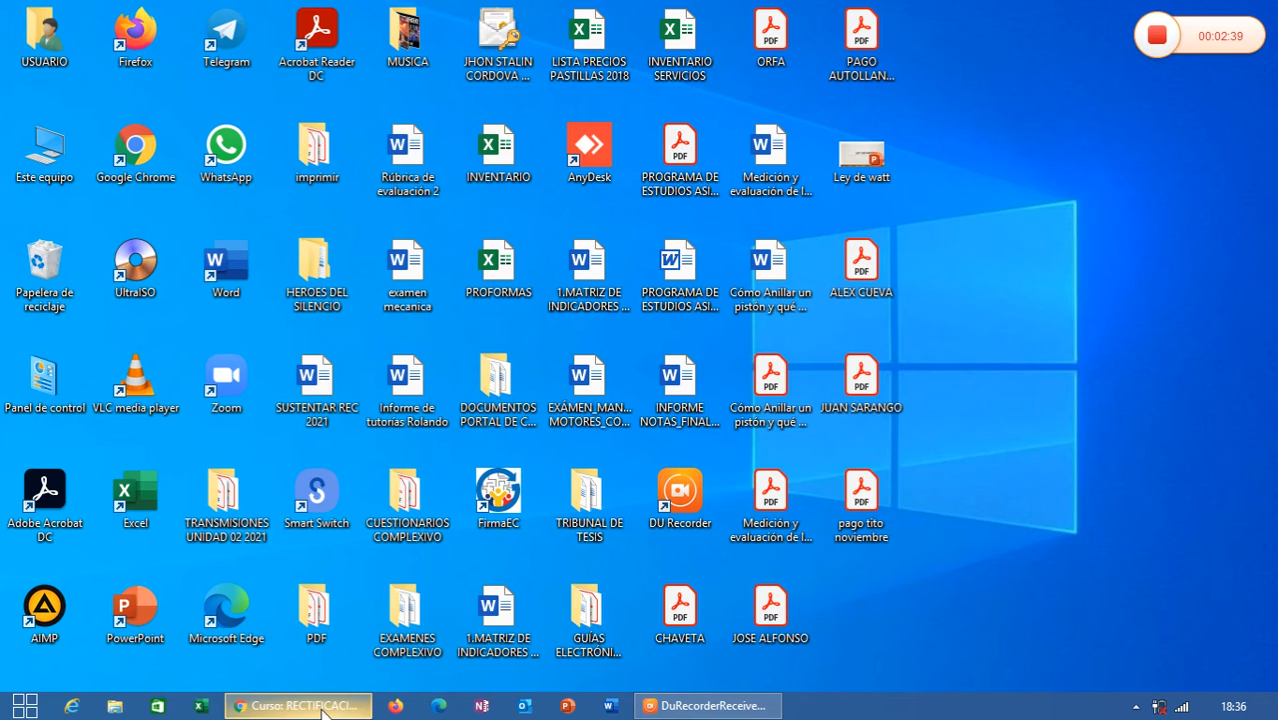 00:02:39
USUARIO
Firefox
Telegram
Acrobat Reader
DC
MUSICA
JHON STALIN
CORDOVA ...
LISTA PRECIOS
PASTILLAS 2018
INVENTARIO
SERVICIOS
ORFA
PAGO
AUTOLLAN...
Este equipo
Google Chrome
WhatsApp
imprimir
Rúbrica de
evaluación 2
INVENTARIO
AnyDesk
PROGRAMA DE
ESTUDIOS ASI...
Medición y
evaluación de l...
Ley de watt
Papelera de
reciclaje
UltraISO
Word
HEROES DEL
SILENCIO
examen
mecanica
PROFORMAS
1.MATRIZ DE
INDICADORES ...
PROGRAMA DE
ESTUDIOS ASI...
Cómo Anillar un
pistón y qué ...
ALEX CUEVA
Panel de control
VLC media player
Zoom
SUSTENTAR REC
2021
Informe de
tutorias Rolando
DOCUMENTOS
PORTAL DE C...
EXÁMEN_MAN...
MOTORES_CO...
INFORME
NOTAS_FINAL...
Cómo Anillar un
pistón y qué ...
JUAN SARANGO
Adobe Acrobat
DC
Excel
TRANSMISIONES
UNIDAD 02 2021
Smart Switch
CUESTIONARIOS
COMPLEXIVO
FirmaEC
TRIBUNAL DE
TESIS
DU Recorder
Medición y
evaluación de l...
pago tito
noviembre
AIMP
PowerPoint
Microsoft Edge
PDF
EXAMENES
COMPLEXIVO
1.MATRIZ DE
INDICADORES ...
GUÍAS
ELECTRÓNI...
CHAVETA
JOSE ALFONSO
Curso: RECTIFICACI...
DuRecorderReceive...
18:36